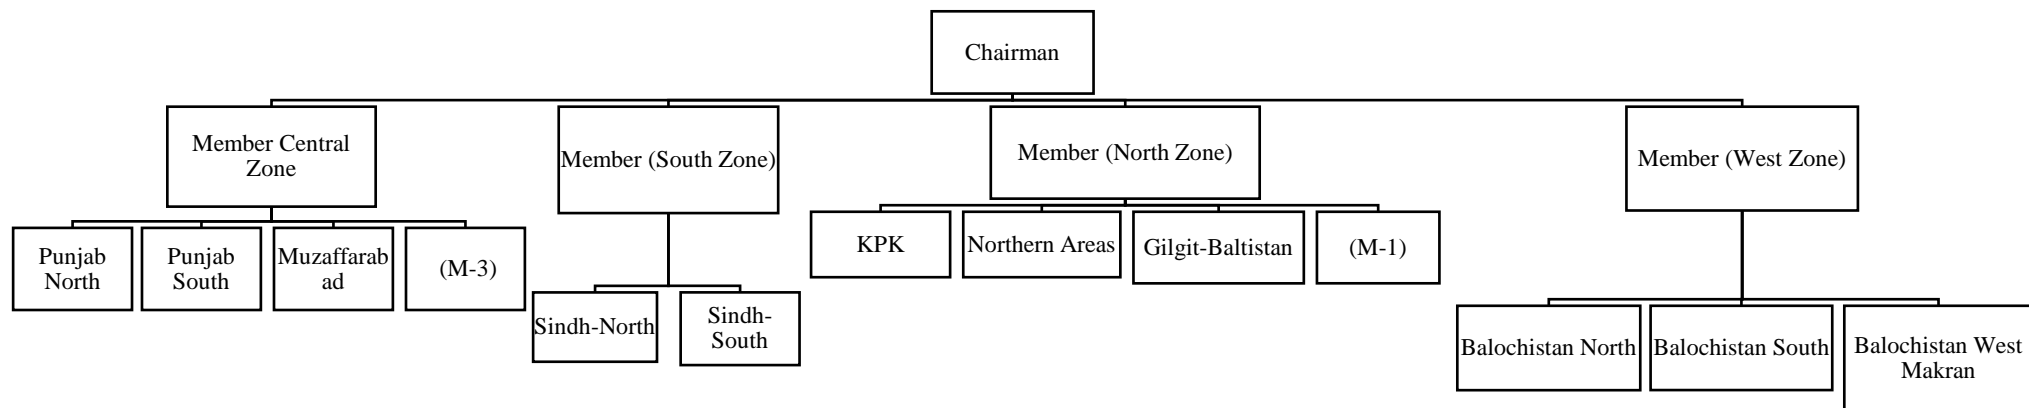 Chairman
Member Central
Zone
Member (South Zone)
Member (North Zone)
Member (West Zone)
Punjab
North
Punjab
South
Muzaffarab
ad
(M-3)
Sindh-North
Sindh-
South
KPK
Northern Areas
Gilgit-Baltistan
(M-1)
Balochistan North
Balochistan South
Balochistan West
Makran